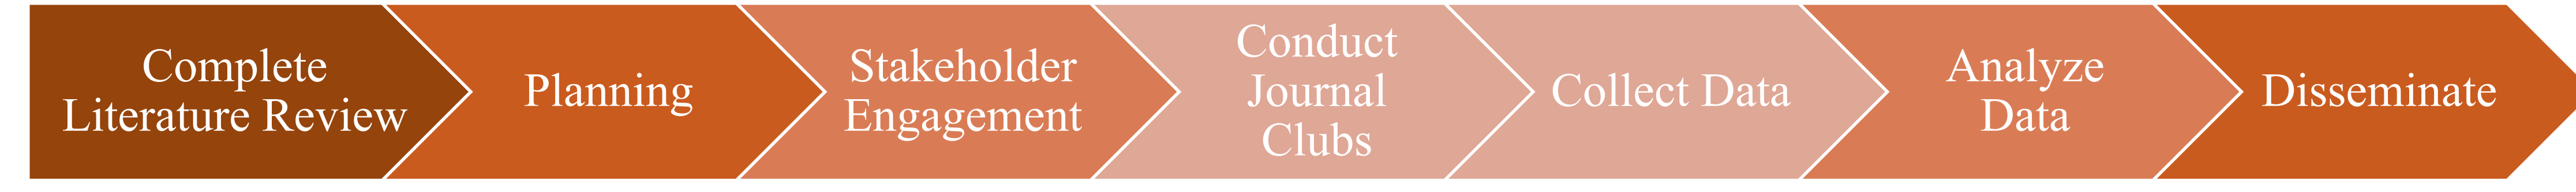 Complete
Literature Review
Planning
Stakeholder
Engagement
Conduct
Journal
Clubs
Collect Data
Analyze
Data
Disseminate